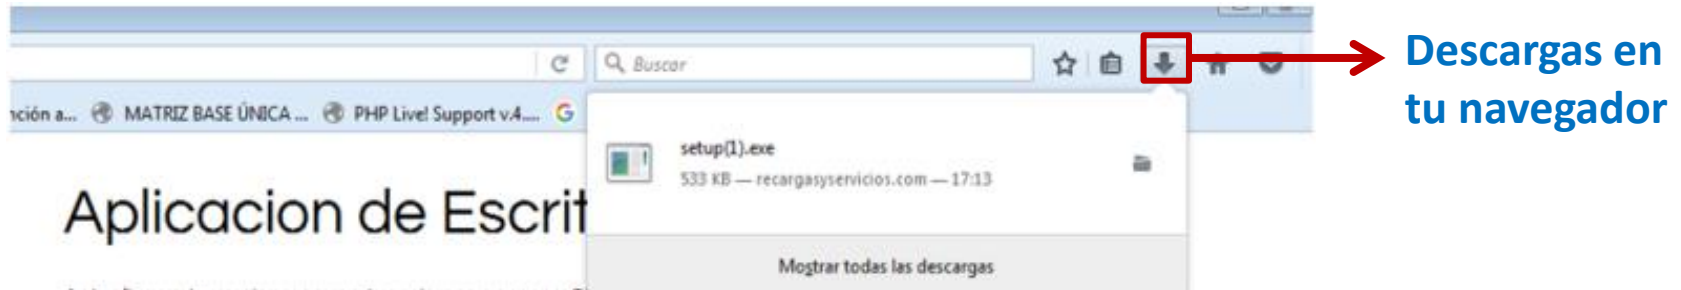 Buscar
Descargas en
tu navegador
nción a... MATRIZ BASE ÚNICA ... PHP Live! Support v.4....
setup(1).exe
533 KB — recargasyservicios.com — 17:13
Aplicacion de Escrit
Mostrar todas las descargas